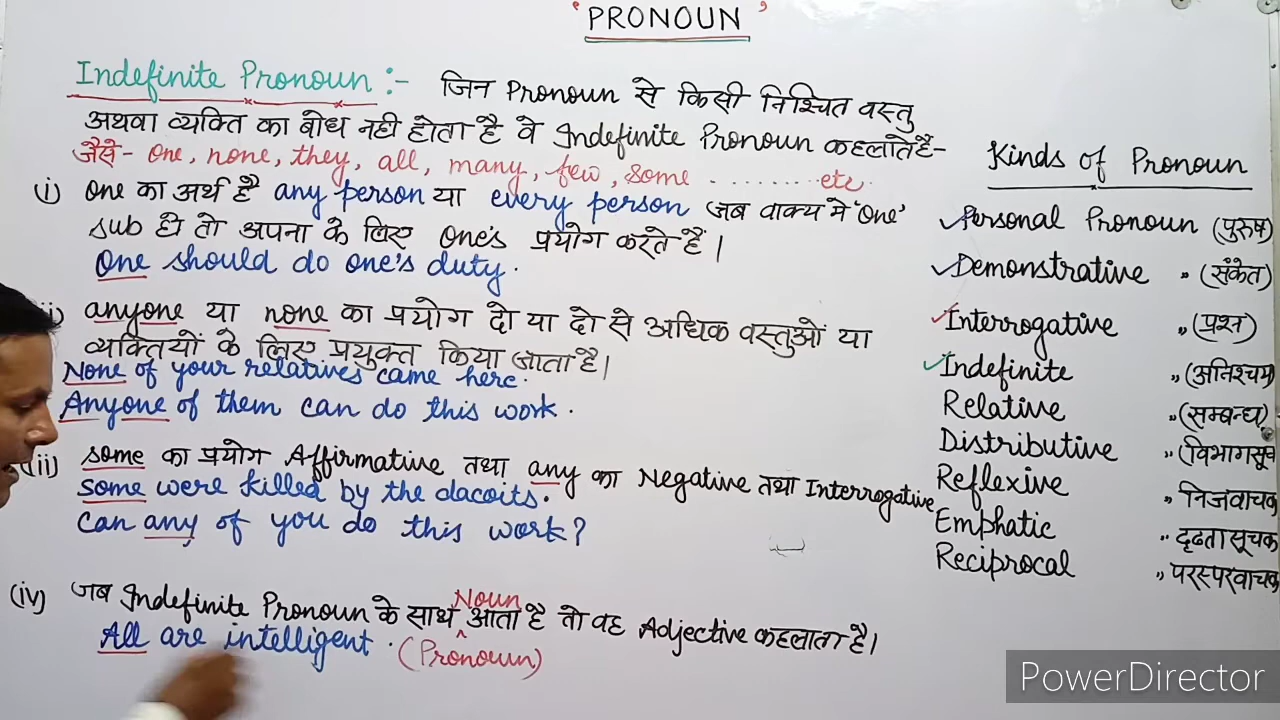 ' PRONOUN '
Indefinite Pronoun :- जिन Pronoun से किसी निश्चित वस्तु
अथवा व्यक्ति का बोध नही होता है वे Indefinite Pronoun कहलाते हैं-
जैसे- one, none, they, all, many, few, some ......... etc.
(i) one का अर्थ है any person या every person जब वाक्य मे 'one'
sub हो तो अपना के लिए one's प्रयोग करते हैं।
One should do one's duty.
anyone या none का प्रयोग दो या दो से अधिक वस्तुओं या
व्यक्तियों के लिए प्रयुक्त किया जाता है।
None of your relatives came here.
Anyone of them can do this work.
(iii) some का प्रयोग Affirmative तथा any का Negative तथा Interrogative
some were killed by the dacoits.
Can any of you do this work?
(iv) जब Indefinite Pronoun के साथ Noun आता है तो वह Adjective कहलाता है।
All are intelligent. (Pronoun)
Kinds of Pronoun
Personal Pronoun (पुरुष)
Demonstrative " (संकेत)
Interrogative " (प्रश्न)
Indefinite " (अनिश्चय)
Relative " (सम्बन्ध)
Distributive " (विभागसूच
Reflexive " निजवाचक
Emphatic " दृढतासूचक
Reciprocal " परस्परवाचक
PowerDirector